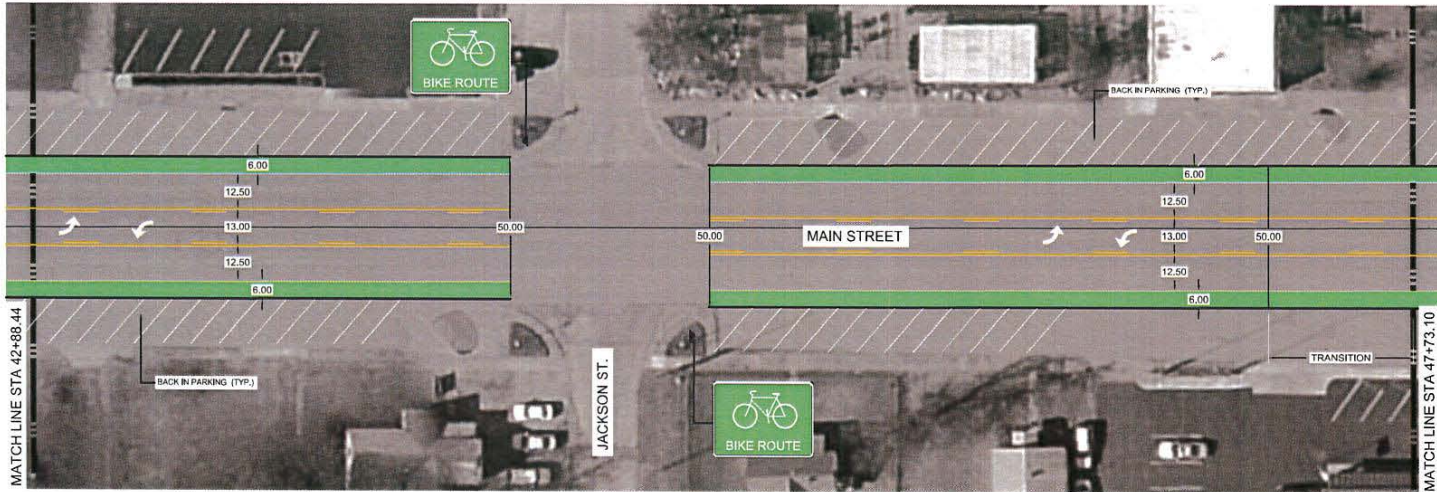 BIKE ROUTE
BACK IN PARKING (TYP.)
6.00
6.00
12.50
12.50
13.00
50.00
50.00
MAIN STREET
13.00
50.00
12.50
12.50
6.00
6.00
MATCH LINE STA 42+88.44
BACK IN PARKING (TYP.)
JACKSON ST.
BIKE ROUTE
TRANSITION
MATCH LINE STA 47+73.10